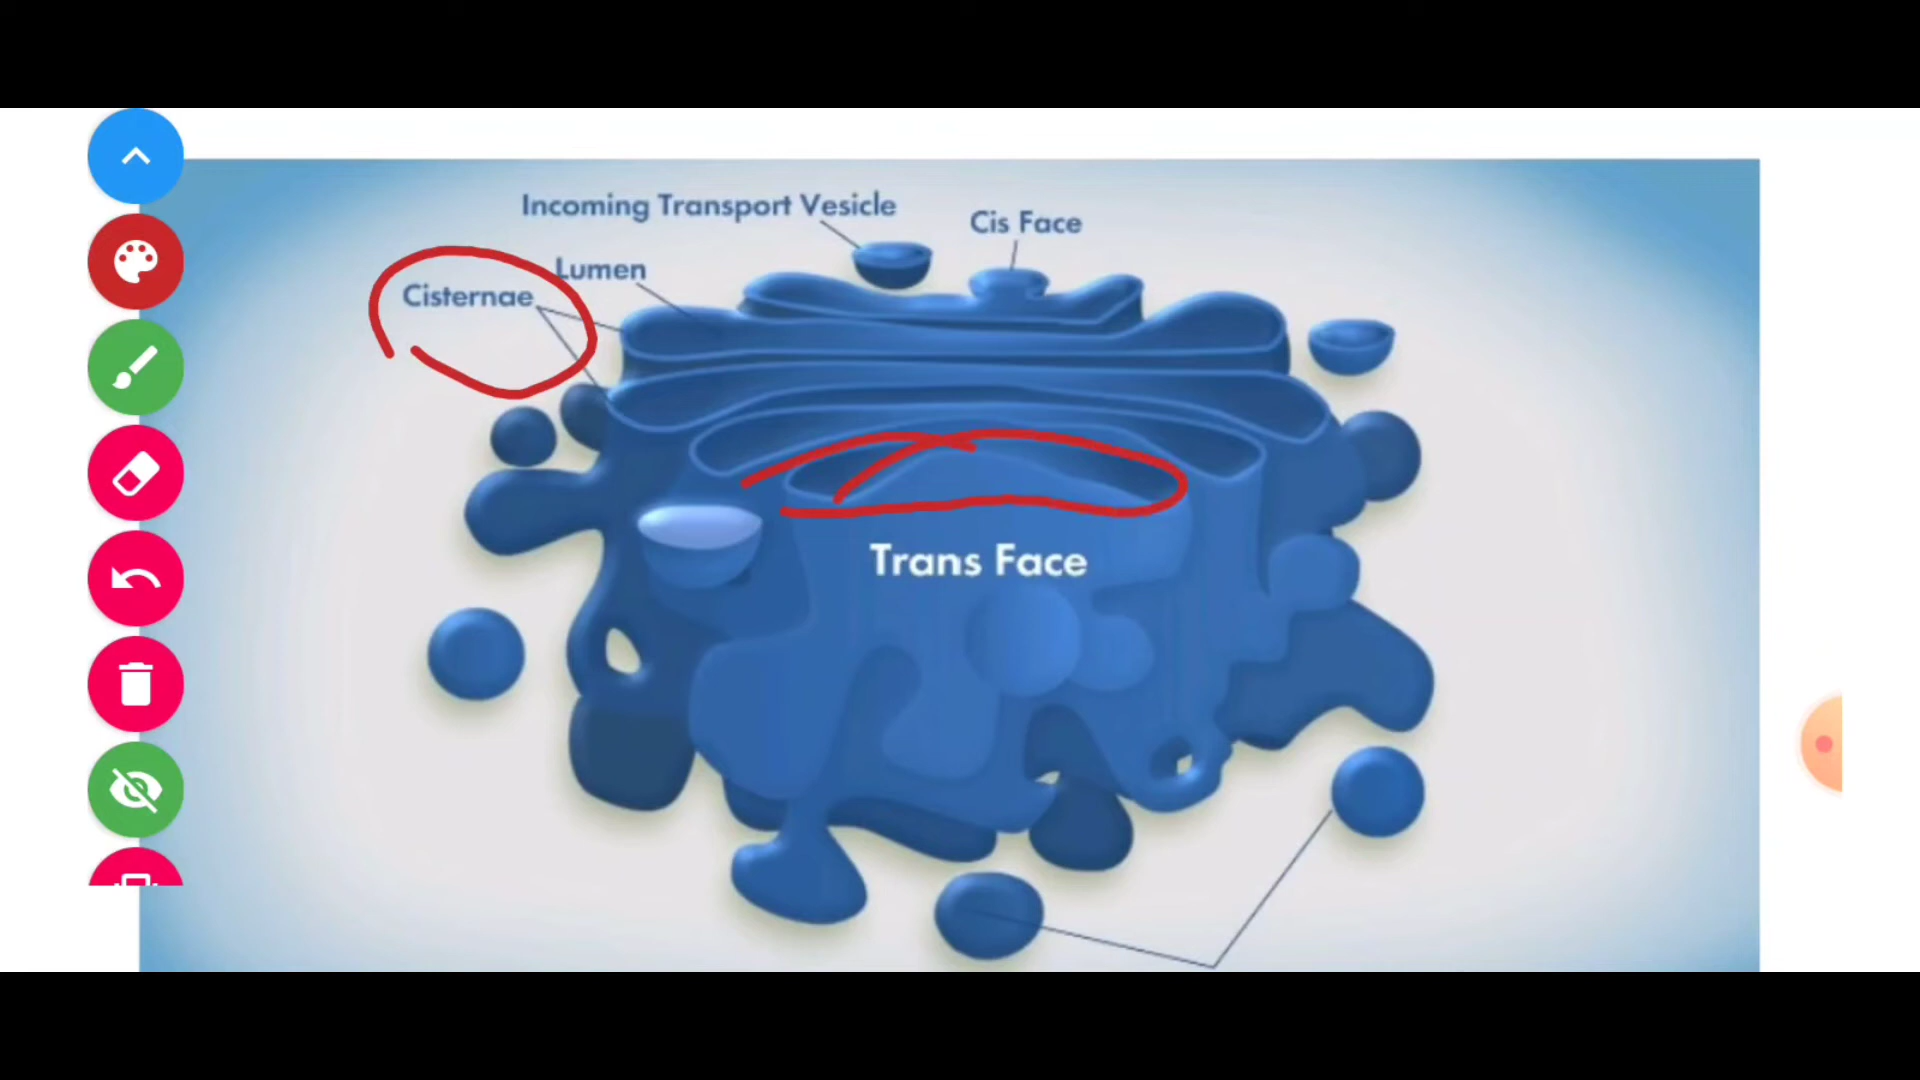 Incoming Transport Vesicle
Cis Face
Lumen
Cisternae
Trans Face